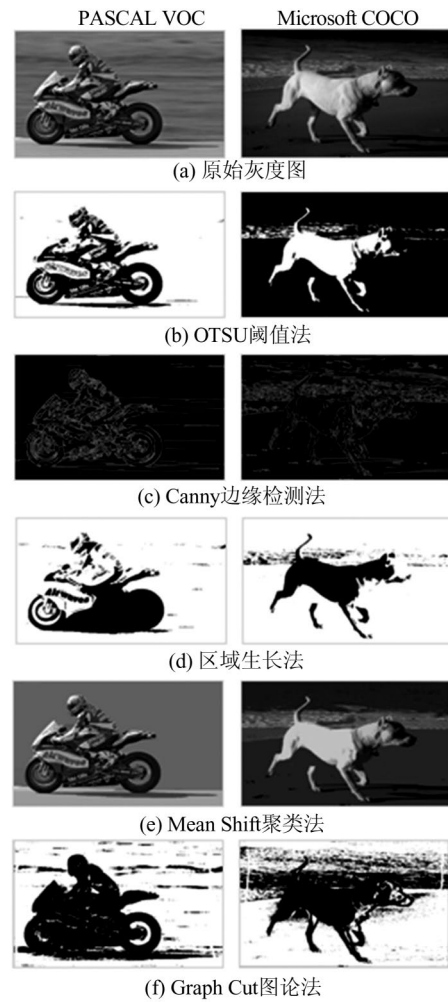 PASCAL VOC Microsoft COCO
(a) 原始灰度图
(b) OTSU阈值法
(c) Canny边缘检测法
(d) 区域生长法
(e) Mean Shift聚类法
(f) Graph Cut图论法